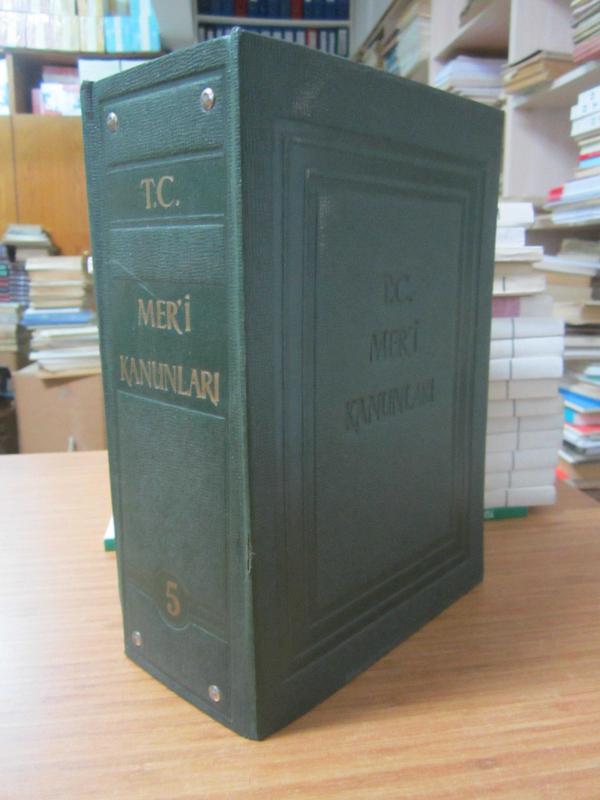 T.C.
MER'İ
KANUNLARI
5
T.C.
MER'İ
KANUNLARI